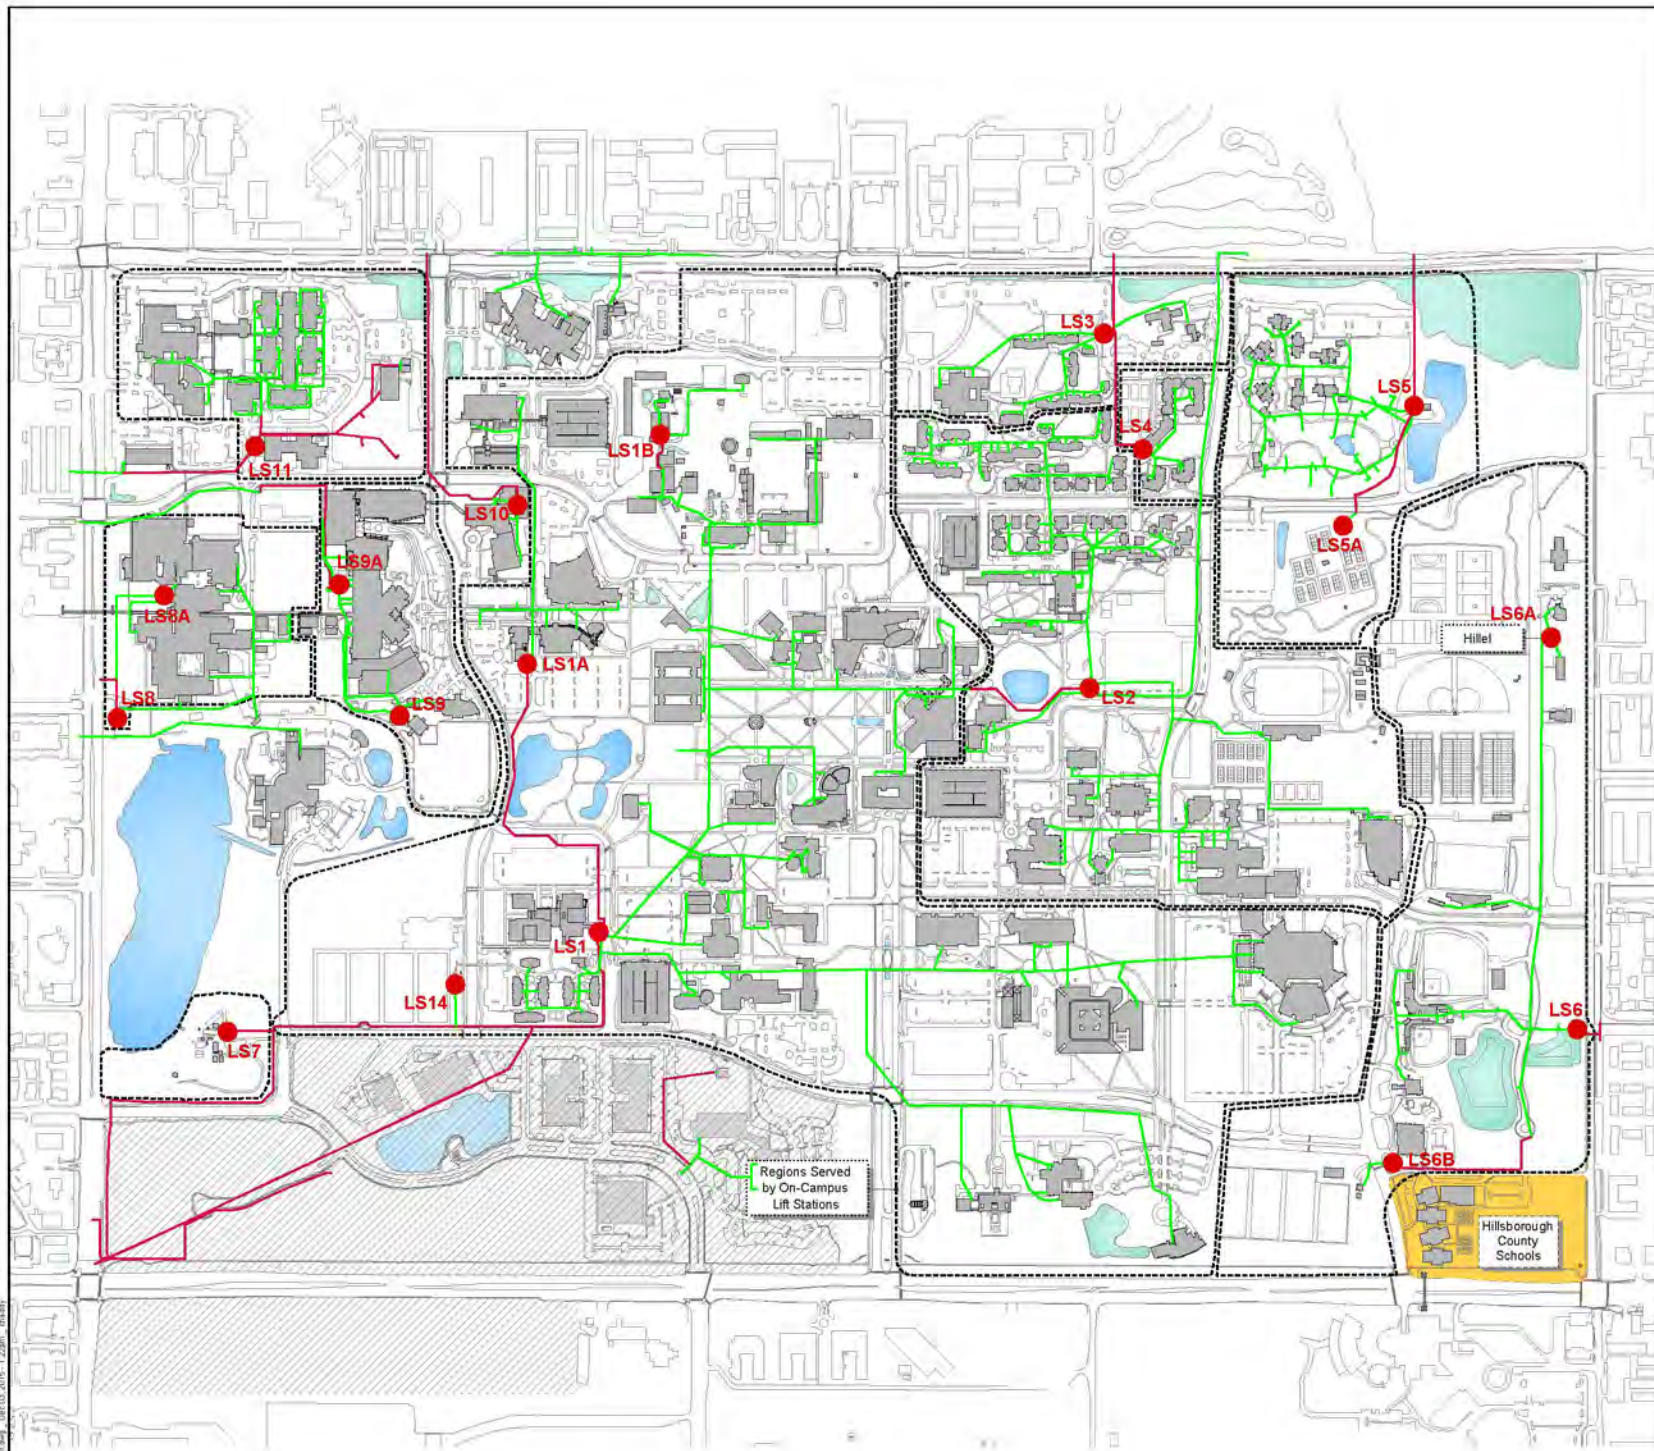 LS3
LS5
LS4
LS1B
LS11
LS10
LS5A
LS9A
LS8A
LS6A
Hillel
LS1A
LS2
LS8
LS9
LS1
LS14
LS6
LS7
LS6B
Regions Served
by On-Campus
Lift Stations
Hillsborough
County
Schools